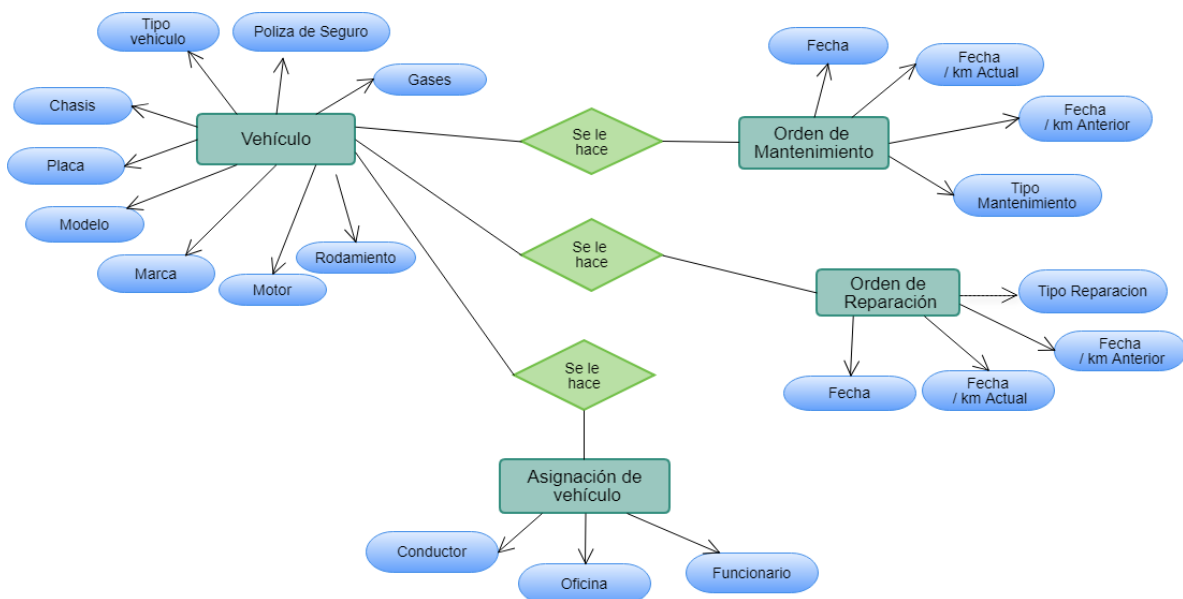 Tipo
vehículo
Poliza de Seguro
Gases
Chasis
Vehículo
Placa
Modelo
Marca
Motor
Rodamiento
Se le
hace
Fecha
Fecha
/ km Actual
Orden de
Mantenimiento
Fecha
/ km Anterior
Tipo
Mantenimiento
Se le
hace
Orden de
Reparación
Tipo Reparacion
Fecha
/ km Anterior
Fecha
/ km Actual
Fecha
Se le
hace
Asignación de
vehículo
Conductor
Oficina
Funcionario